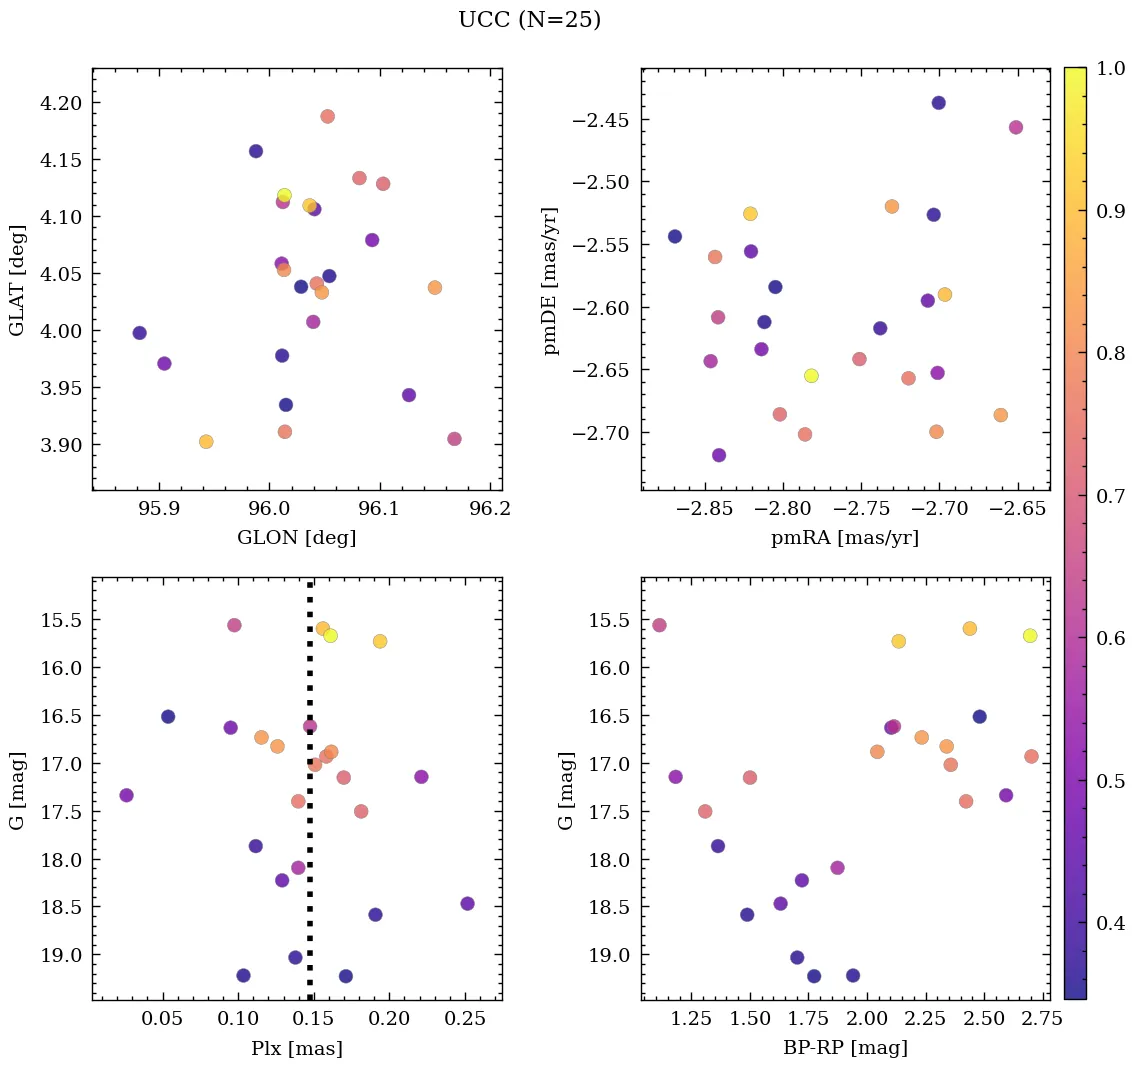 UCC (N=25)
4.20
4.15
4.10
4.05
4.00
3.95
3.90
GLAT [deg]
95.9 96.0 96.1 96.2
GLON [deg]
−2.45
−2.50
−2.55
−2.60
−2.65
−2.70
pmDE [mas/yr]
−2.85 −2.80 −2.75 −2.70 −2.65
pmRA [mas/yr]
15.5
16.0
16.5
17.0
17.5
18.0
18.5
19.0
G [mag]
0.05 0.10 0.15 0.20 0.25
Plx [mas]
15.5
16.0
16.5
17.0
17.5
18.0
18.5
19.0
G [mag]
1.25 1.50 1.75 2.00 2.25 2.50 2.75
BP-RP [mag]
1.0
0.9
0.8
0.7
0.6
0.5
0.4